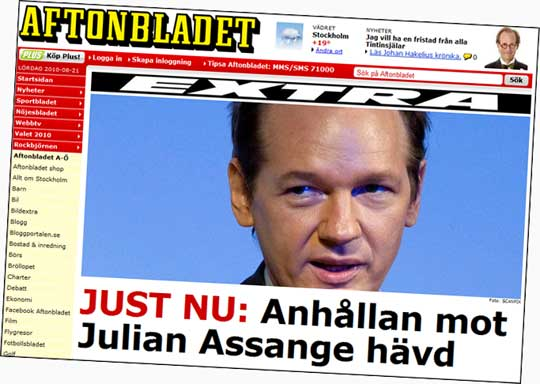 AFTONBLADET
VÄDRET
Stockholm
+19°
Ändra ort
NYHETER
Jag vill ha en fristad från alla
Tintinsjälar
Läs Johan Hakelius krönika. 0
PLUS Köp Plus!
Logga in
Skapa inloggning
Tipsa Aftonbladet: MMS/SMS 71000
Sök på Aftonbladet
Sök
LÖRDAG 2010-08-21
Startsidan
Nyheter
Sportbladet
Nöjesbladet
Webbtv
Valet 2010
Rockbjörnen
Aftonbladet A-Ö
Aftonbladet shop
Allt om Stockholm
Barn
Bil
Bildextra
Blogg
Bloggportalen.se
Bostad & inredning
Börs
Bröllopet
Charter
Debatt
Ekonomi
Facebook Aftonbladet
Film
Flygresor
Fotbollsbladet
Golf
EXTRA
Foto: SCANPIX
JUST NU: Anhållan mot
Julian Assange hävd